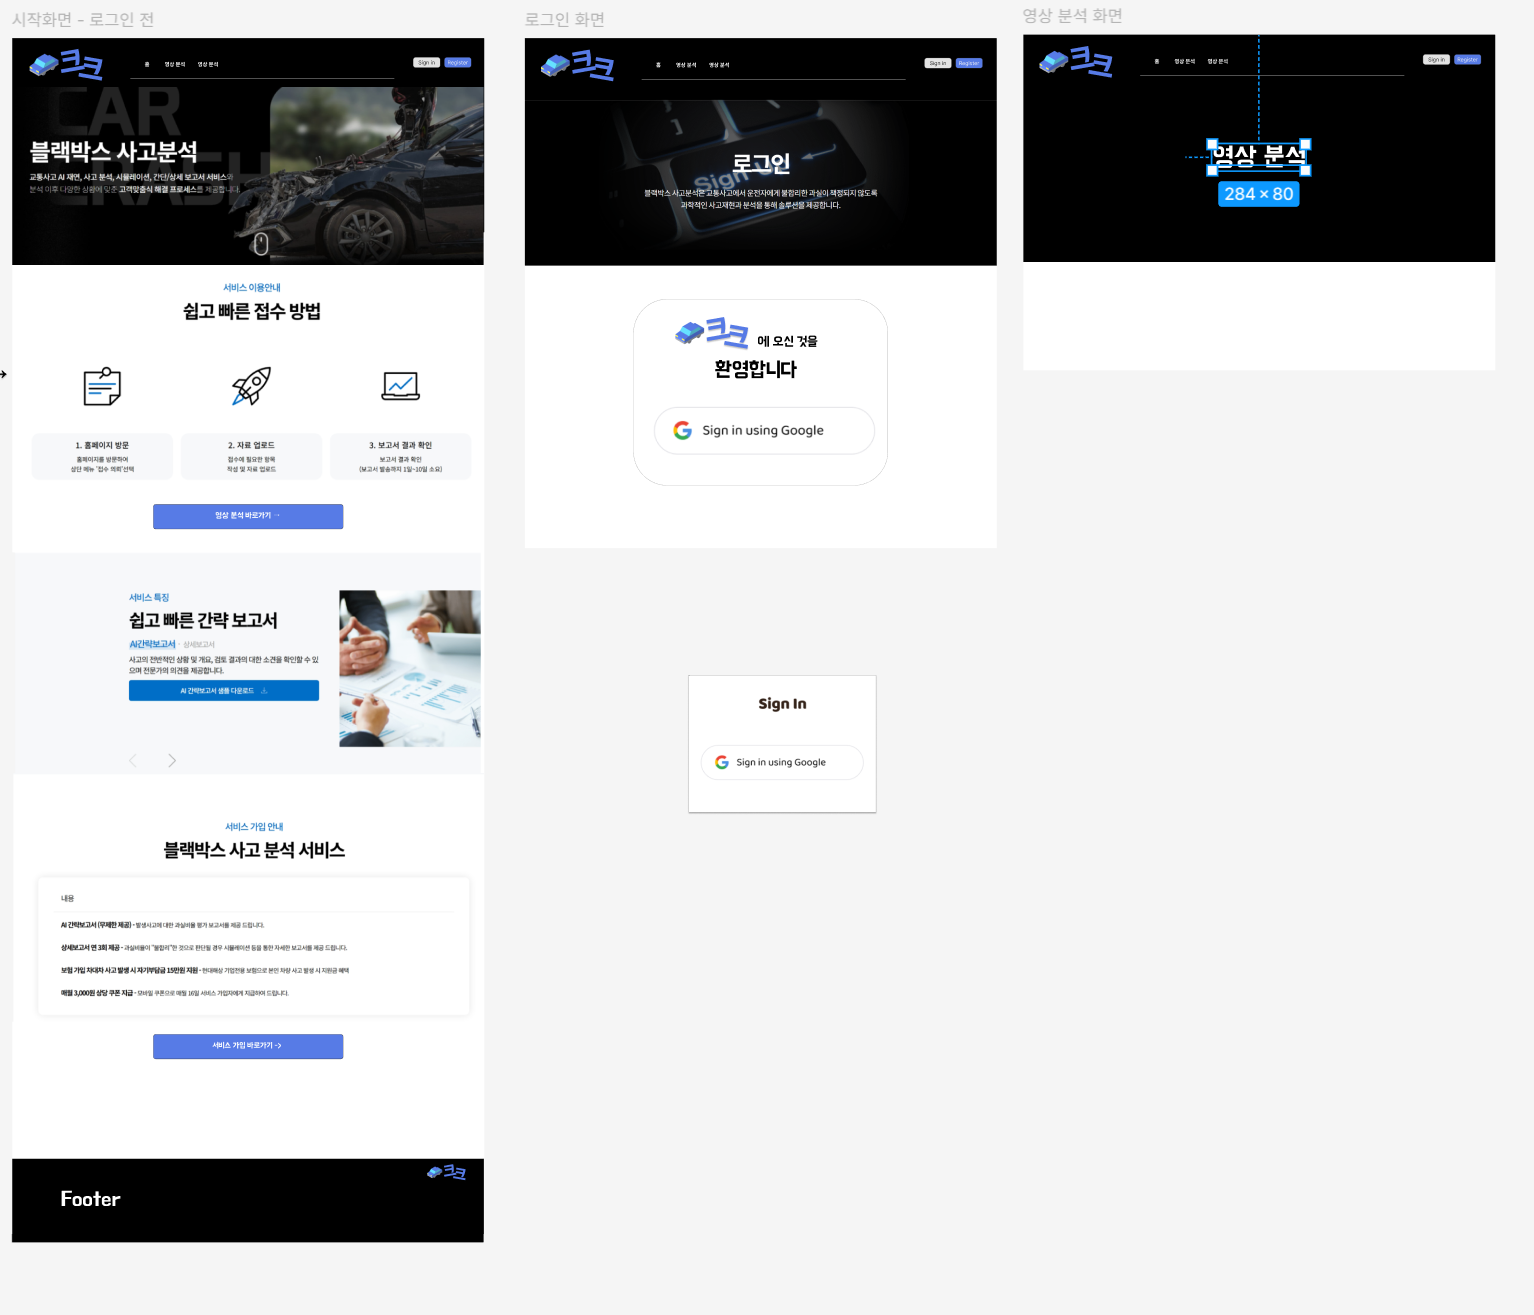 시작화면 - 로그인 전
크크
홈 영상 분석 영상 분석
Sign in Register
CAR
CRASH
블랙박스 사고분석
교통사고 AI 재연, 사고 분석, 시뮬레이션, 간단/상세 보고서 서비스와
분석 이후 다양한 상황에 맞춘 고객맞춤식 해결 프로세스를 제공합니다.
서비스 이용안내
쉽고 빠른 접수 방법
1. 홈페이지 방문
홈페이지를 방문하여
상단 메뉴 '접수 의뢰'선택
2. 자료 업로드
접수에 필요한 항목
작성 및 자료 업로드
3. 보고서 결과 확인
보고서 결과 확인
(보고서 발송까지 1일~10일 소요)
영상 분석 바로가기 →
서비스 특징
쉽고 빠른 간략 보고서
AI간략보고서 · 상세보고서
사고의 전반적인 상황 및 개요, 검토 결과의 대한 소견을 확인할 수 있
으며 전문가의 의견을 제공합니다.
AI 간략보고서 샘플 다운로드
서비스 가입 안내
블랙박스 사고 분석 서비스
내용
AI 간략보고서 (무제한 제공) - 발생사고에 대한 과실비율 평가 보고서를 제공 드립니다.
상세보고서 연 3회 제공 - 과실비율이 "불합리"한 것으로 판단될 경우 시뮬레이션 등을 통한 자세한 보고서를 제공 드립니다.
보험 가입 차대차 사고 발생 시 자기부담금 15만원 지원 - 현대해상 기업전용 보험으로 본인 차량 사고 발생 시 지원금 혜택
매월 3,000원 상당 쿠폰 지급 - 모바일 쿠폰으로 매월 16일 서비스 가입자에게 지급하여 드립니다.
서비스 가입 바로가기 ->
크크
Footer
로그인 화면
크크
홈 영상 분석 영상 분석
Sign in Register
Sign In
로그인
블랙박스 사고분석은 교통사고에서 운전자에게 불합리한 과실이 책정되지 않도록
과학적인 사고재현과 분석을 통해 솔루션을 제공합니다.
크크 에 오신 것을
환영합니다
Sign in using Google
Sign In
Sign in using Google
영상 분석 화면
크크
홈 영상 분석 영상 분석
Sign in Register
영상 분석
284 × 80